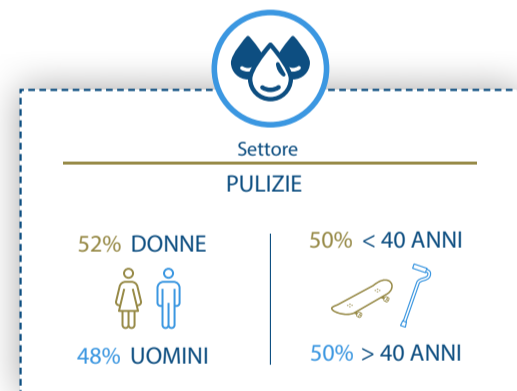 Settore
PULIZIE
52% DONNE
48% UOMINI
50% < 40 ANNI
50% > 40 ANNI